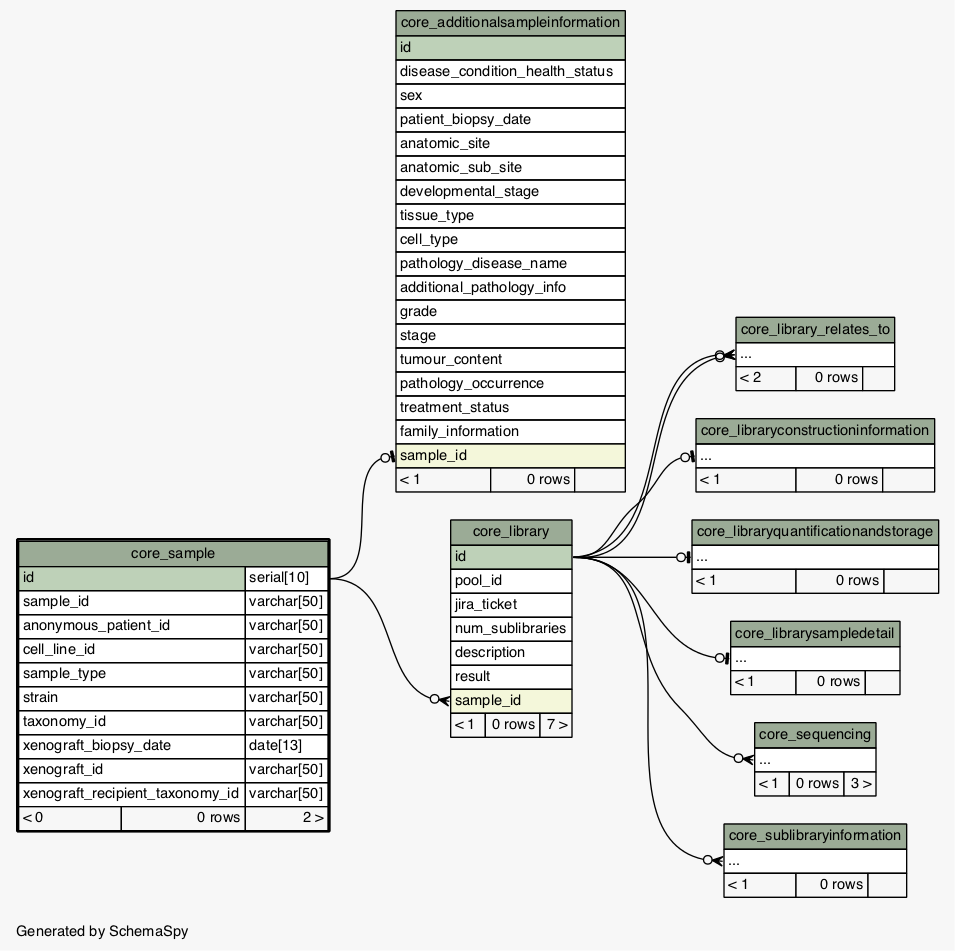 core_additionalsampleinformation
id
disease_condition_health_status
sex
patient_biopsy_date
anatomic_site
anatomic_sub_site
developmental_stage
tissue_type
cell_type
pathology_disease_name
additional_pathology_info
grade
stage
tumour_content
pathology_occurrence
treatment_status
family_information
sample_id
< 1 0 rows
core_sample
id serial[10]
sample_id varchar[50]
anonymous_patient_id varchar[50]
cell_line_id varchar[50]
sample_type varchar[50]
strain varchar[50]
taxonomy_id varchar[50]
xenograft_biopsy_date date[13]
xenograft_id varchar[50]
xenograft_recipient_taxonomy_id varchar[50]
< 0 0 rows 2 >
core_library
id
pool_id
jira_ticket
num_sublibraries
description
result
sample_id
< 1 0 rows 7 >
core_library_relates_to
...
< 2 0 rows
core_libraryconstructioninformation
...
< 1 0 rows
core_libraryquantificationandstorage
...
< 1 0 rows
core_librarysampledetail
...
< 1 0 rows
core_sequencing
...
< 1 0 rows 3 >
core_sublibraryinformation
...
< 1 0 rows
Generated by SchemaSpy